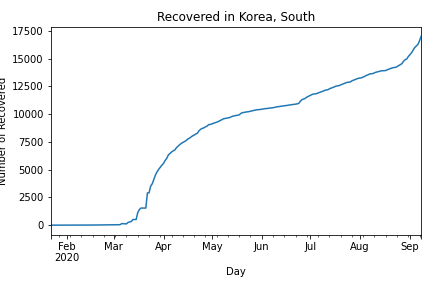 Recovered in Korea, South
17500
15000
12500
10000
7500
5000
2500
0
Number of Recovered
Feb Mar Apr May Jun Jul Aug Sep
2020
Day